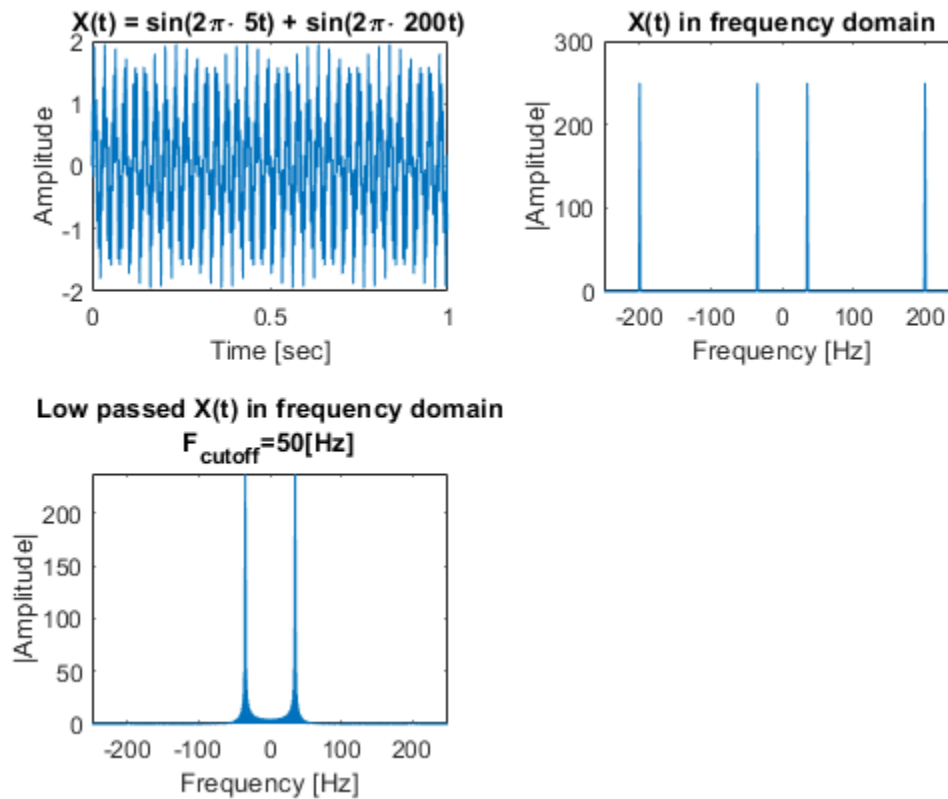 X(t) = sin(2π· 5t) + sin(2π· 200t)
2
1
0
-1
-2
Amplitude
0
0.5
1
Time [sec]
X(t) in frequency domain
300
200
100
0
|Amplitude|
-200
-100
0
100
200
Frequency [Hz]
Low passed X(t) in frequency domain
F_cutoff=50[Hz]
200
150
100
50
0
|Amplitude|
-200
-100
0
100
200
Frequency [Hz]